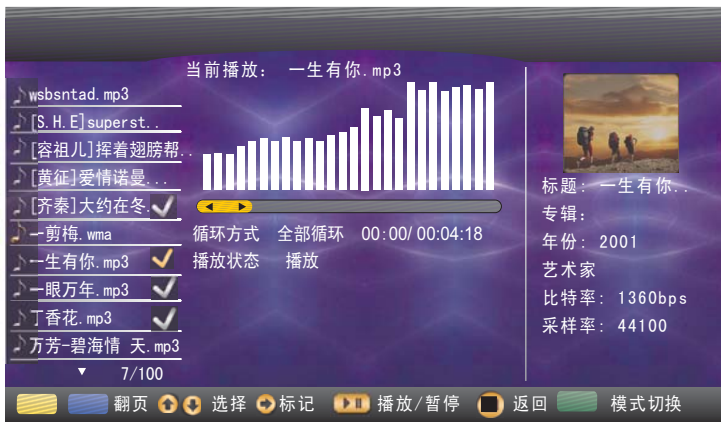 当前播放： 一生有你.mp3
wsbsntad.mp3
[S.H.E]superst..
[容祖儿]挥着翅膀帮..
[黄征]爱情诺曼...
[齐秦]大约在冬.
一剪梅.wma
一生有你.mp3
一眼万年.mp3
丁香花.mp3
万芳-碧海情 天.mp3
7/100
循环方式 全部循环 00:00/00:04:18
播放状态 播放
标题： 一生有你..
专辑：
年份： 2001
艺术家
比特率： 1360bps
采样率： 44100
翻页 选择 标记 播放/暂停 返回 模式切换